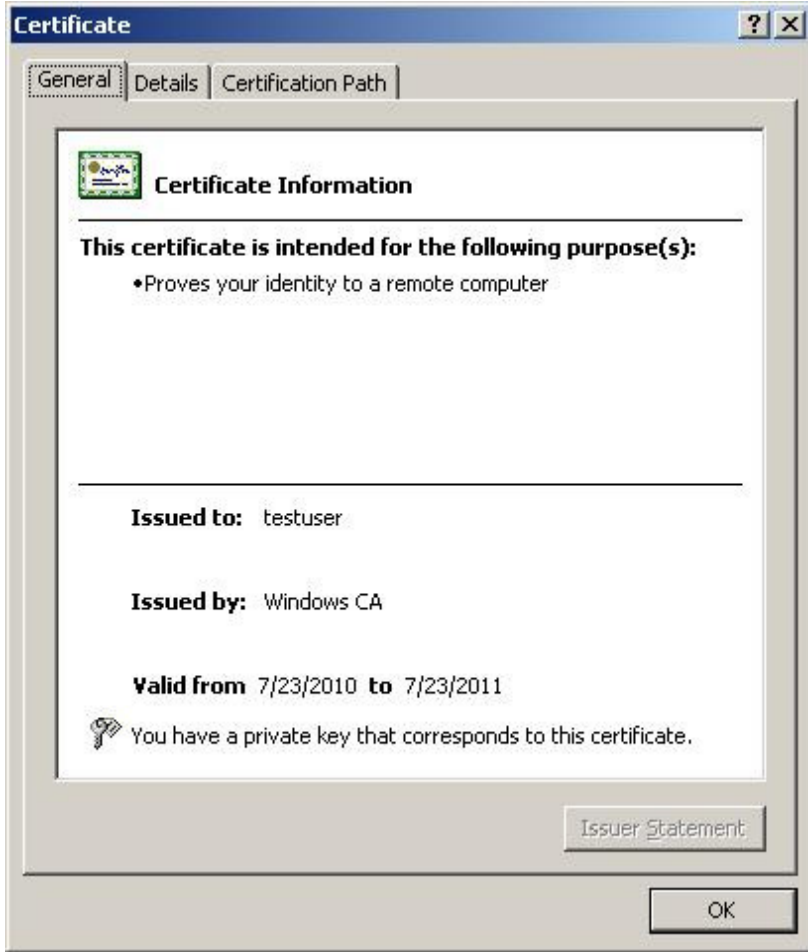 Certificate
General Details Certification Path
Certificate Information
This certificate is intended for the following purpose(s):
•Proves your identity to a remote computer
Issued to: testuser
Issued by: Windows CA
Valid from 7/23/2010 to 7/23/2011
You have a private key that corresponds to this certificate.
Issuer Statement
OK